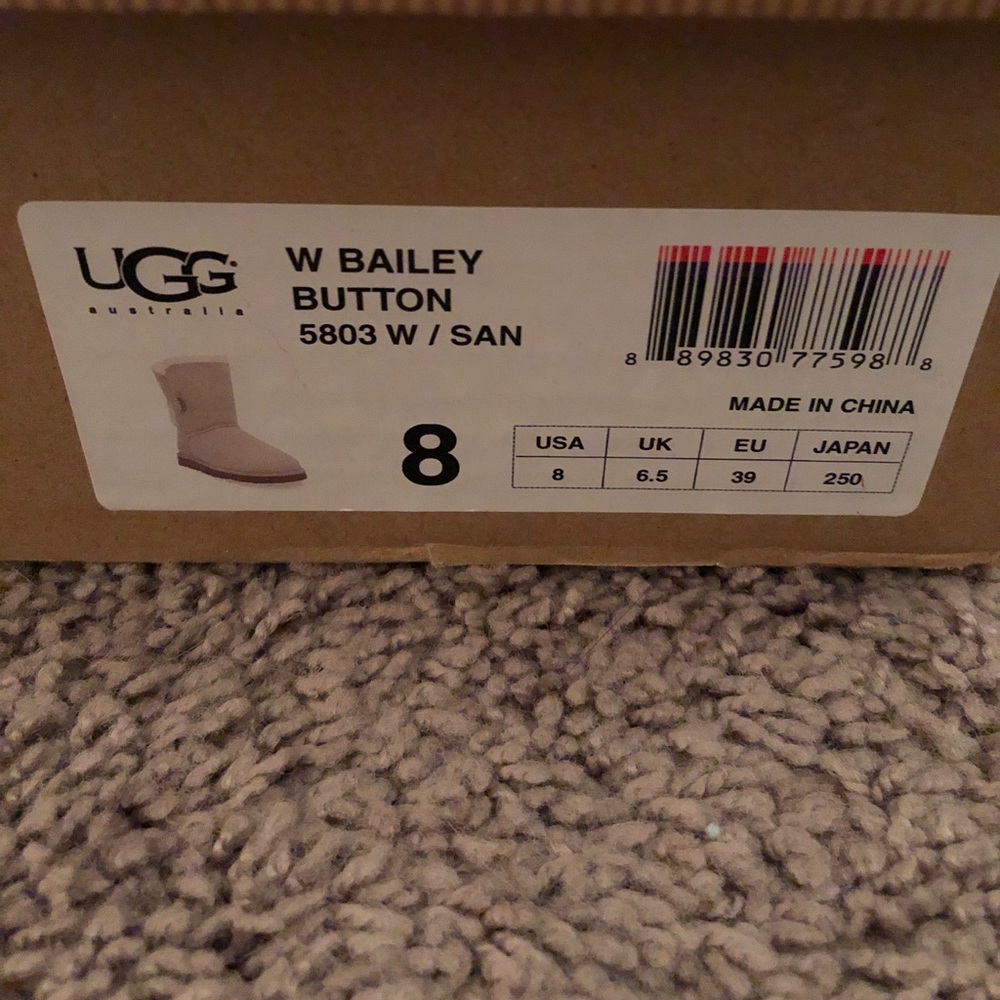 UGG
australia
W BAILEY
BUTTON
5803 W / SAN
8 89830 77598 8
MADE IN CHINA
8
USA UK EU JAPAN
8 6.5 39 250